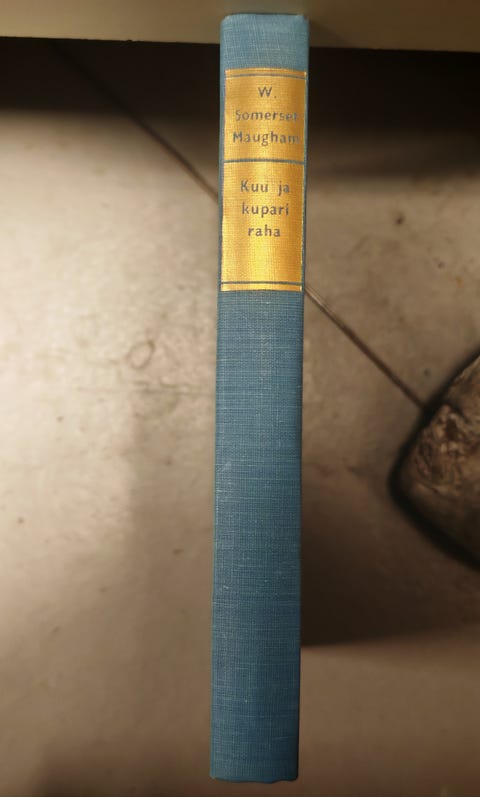 W.
Somerset
Maugham
Kuu ja
kupari
raha